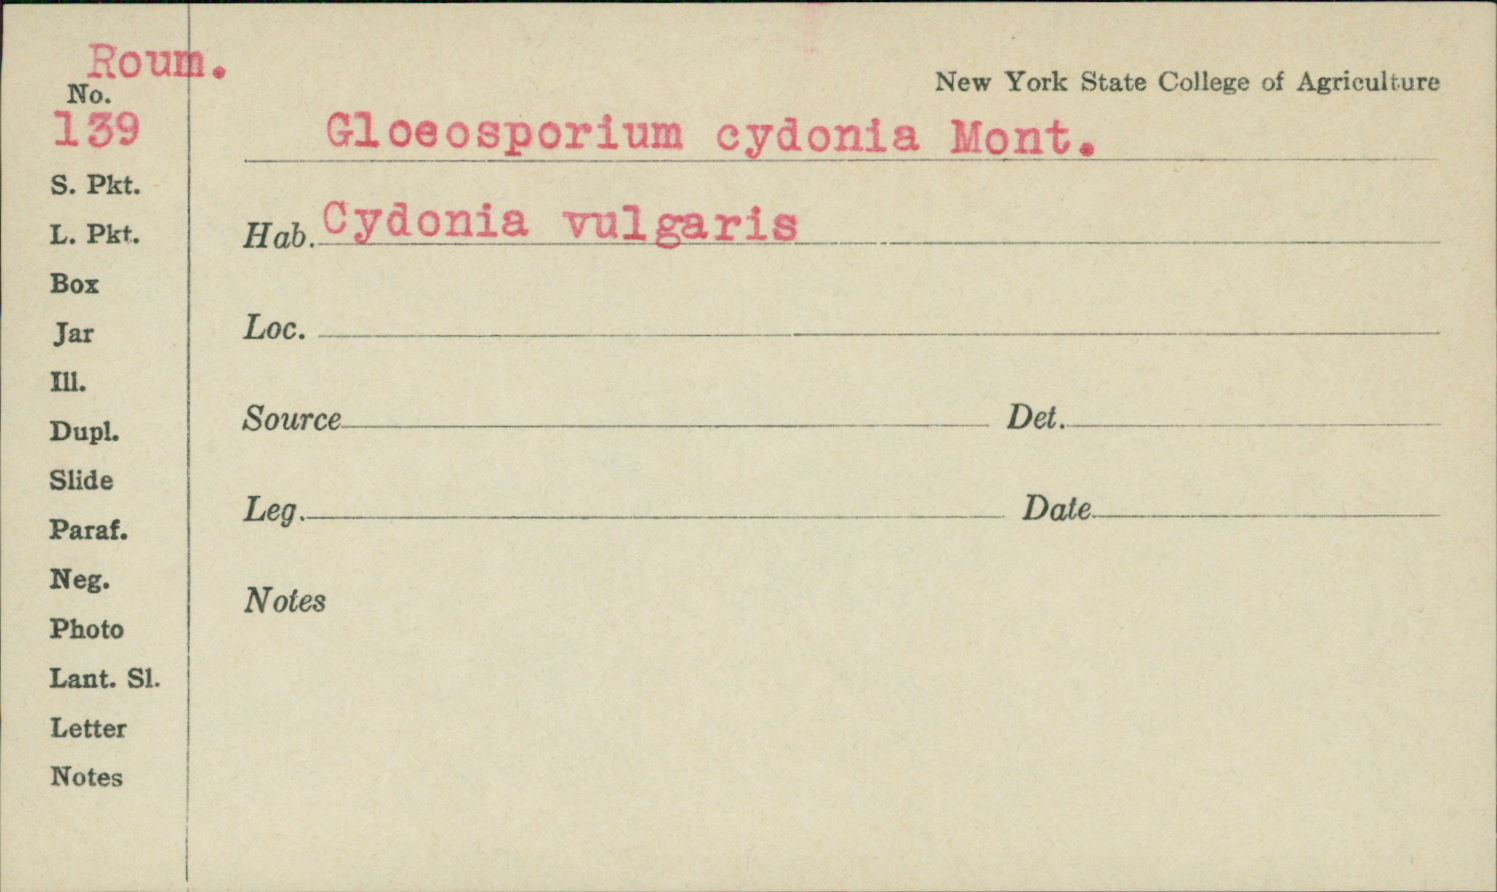 Roum.
No.
139
New York State College of Agriculture
Gloeosporium cydonia Mont.
S. Pkt.
L. Pkt.
Box
Jar
Ill.
Dupl.
Slide
Paraf.
Neg.
Photo
Lant. Sl.
Letter
Notes
Hab. Cydonia vulgaris
Loc.
Source Det.
Leg. Date
Notes